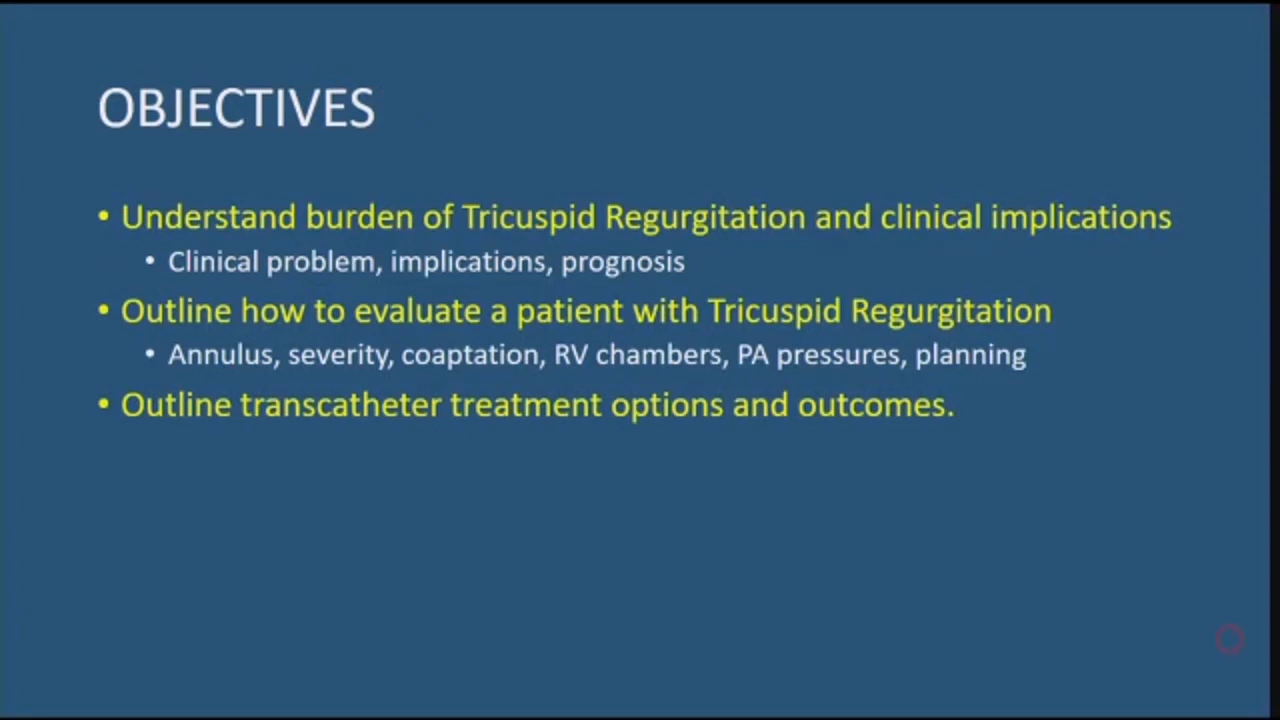 OBJECTIVES
• Understand burden of Tricuspid Regurgitation and clinical implications
• Clinical problem, implications, prognosis
• Outline how to evaluate a patient with Tricuspid Regurgitation
• Annulus, severity, coaptation, RV chambers, PA pressures, planning
• Outline transcatheter treatment options and outcomes.